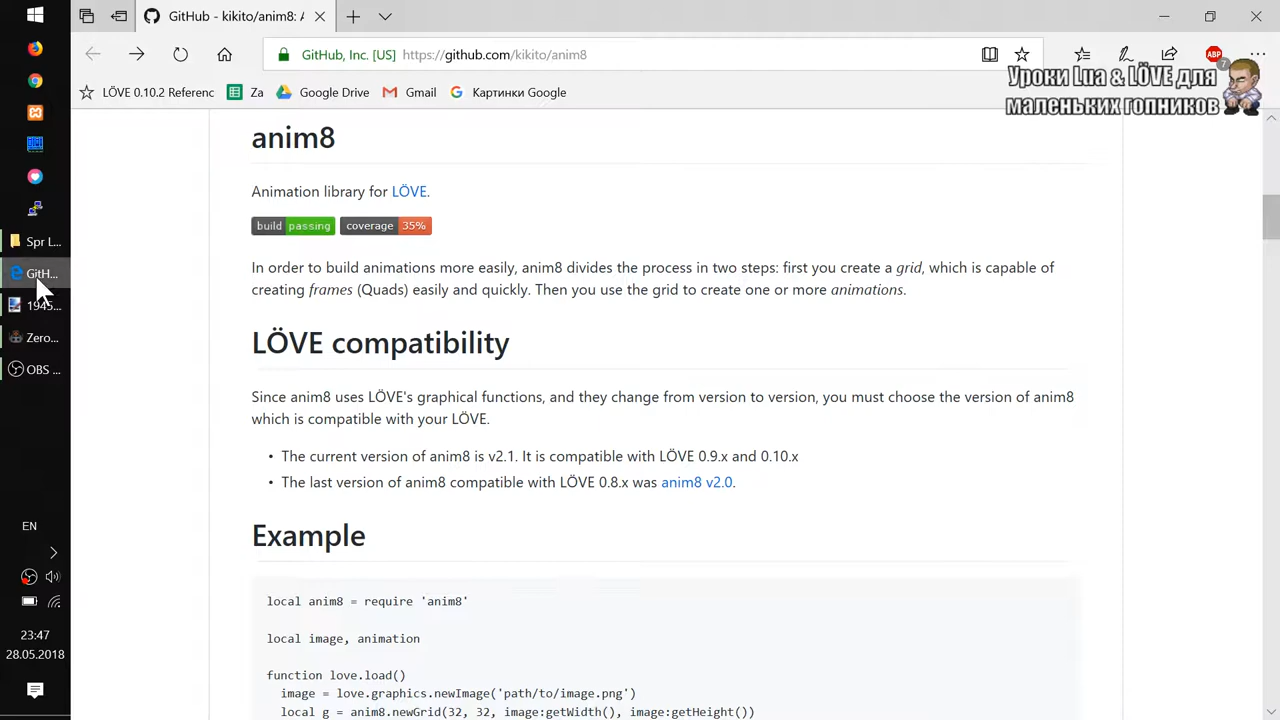 GitHub - kikito/anim8: A
GitHub, Inc. [US] https://github.com/kikito/anim8
ABP
7
LÖVE 0.10.2 Referenc
Za
Google Drive
Gmail
Картинки Google
Уроки Lua & LÖVE для
маленьких гопников
anim8
Animation library for LÖVE.
build passing coverage 35%
In order to build animations more easily, anim8 divides the process in two steps: first you create a grid, which is capable of
creating frames (Quads) easily and quickly. Then you use the grid to create one or more animations.
LÖVE compatibility
Since anim8 uses LÖVE's graphical functions, and they change from version to version, you must choose the version of anim8
which is compatible with your LÖVE.
• The current version of anim8 is v2.1. It is compatible with LÖVE 0.9.x and 0.10.x
• The last version of anim8 compatible with LÖVE 0.8.x was anim8 v2.0.
Example
local anim8 = require 'anim8'
local image, animation
function love.load()
image = love.graphics.newImage('path/to/image.png')
local g = anim8.newGrid(32, 32, image:getWidth(), image:getHeight())
Spr L...
GitH...
1945...
Zero...
OBS ...
EN
23:47
28.05.2018